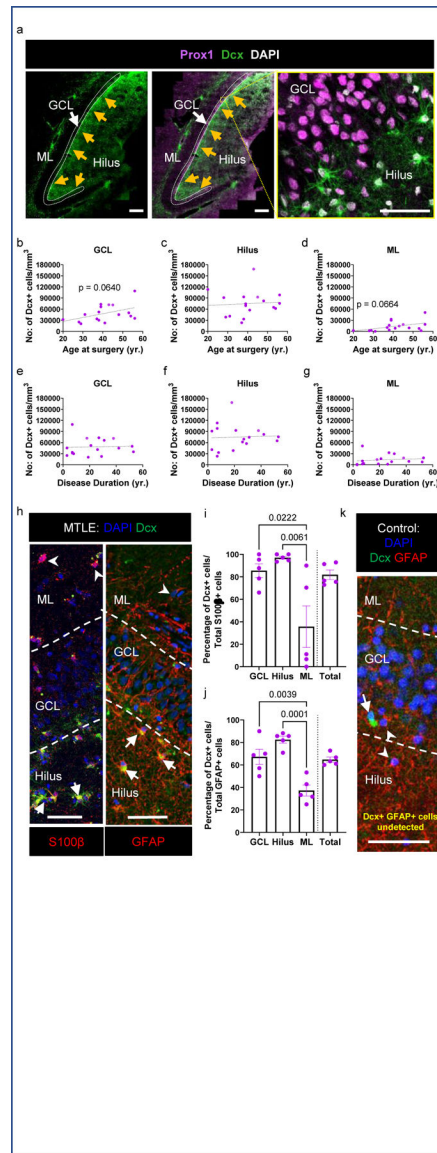 a
Prox1 Dcx DAPI
GCL
ML
Hilus
GCL
ML
Hilus
GCL
Hilus
b
GCL
No: of Dcx+ cells/mm³
180000
150000
120000
90000
60000
30000
0
p = 0.0640
20 30 40 50 60
Age at surgery (yr.)
c
Hilus
No: of Dcx+ cells/mm³
180000
150000
120000
90000
60000
30000
0
20 30 40 50 60
Age at surgery (yr.)
d
ML
No: of Dcx+ cells/mm³
180000
150000
120000
90000
60000
30000
0
p = 0.0664
20 30 40 50 60
Age at surgery (yr.)
e
GCL
No: of Dcx+ cells/mm³
180000
150000
120000
90000
60000
30000
0
0 20 40 60
Disease Duration (yr.)
f
Hilus
No: of Dcx+ cells/mm³
180000
150000
120000
90000
60000
30000
0
0 20 40 60
Disease Duration (yr.)
g
ML
No: of Dcx+ cells/mm³
180000
150000
120000
90000
60000
30000
0
0 20 40 60
Disease Duration (yr.)
h
MTLE: DAPI Dcx
ML
GCL
Hilus
S100β
ML
GCL
Hilus
GFAP
i
0.0222
0.0061
Percentage of Dcx+ cells/
Total S100β+ cells
100
80
60
40
20
0
GCL Hilus ML Total
j
0.0039
0.0001
Percentage of Dcx+ cells/
Total GFAP+ cells
100
80
60
40
20
0
GCL Hilus ML Total
k
Control:
DAPI
Dcx GFAP
ML
GCL
Hilus
Dcx+ GFAP+ cells
undetected